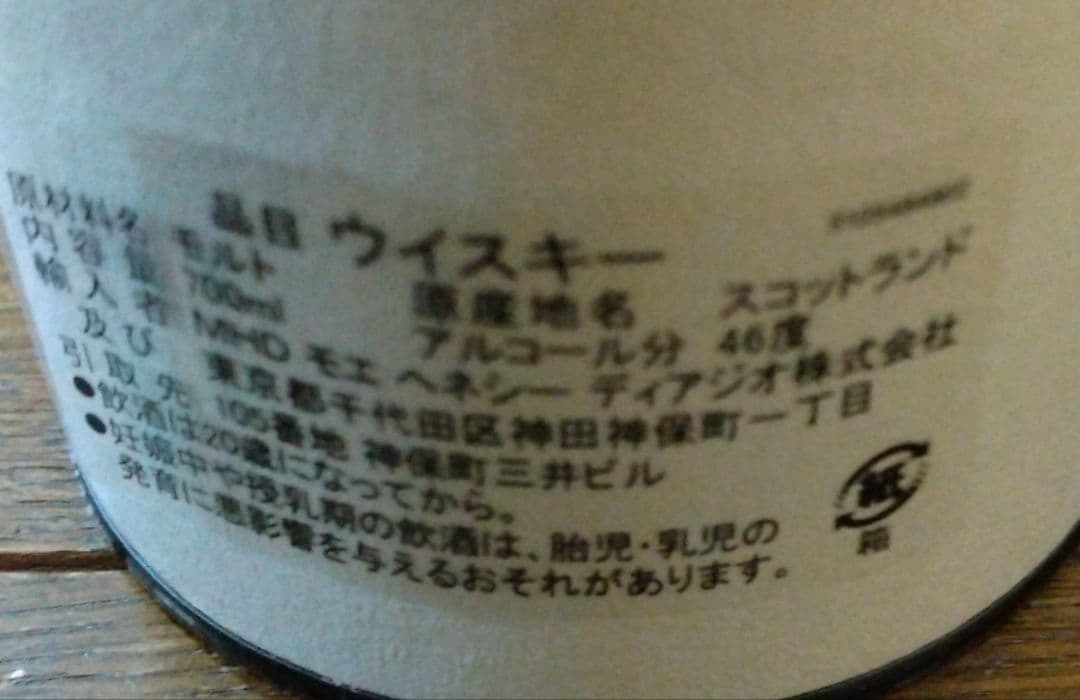 品目 ウイスキー
原材料名 モルト 原産地名 スコットランド
内容量 700ml アルコール分 46度
輸入者 MHD モエ ヘネシー ディアジオ株式会社
及び 東京都千代田区神田神保町一丁目
引取先 105番地 神保町三井ビル
●飲酒は20歳になってから。
●妊娠中や授乳期の飲酒は、胎児・乳児の
発育に悪影響を与えるおそれがあります。
紙
箱